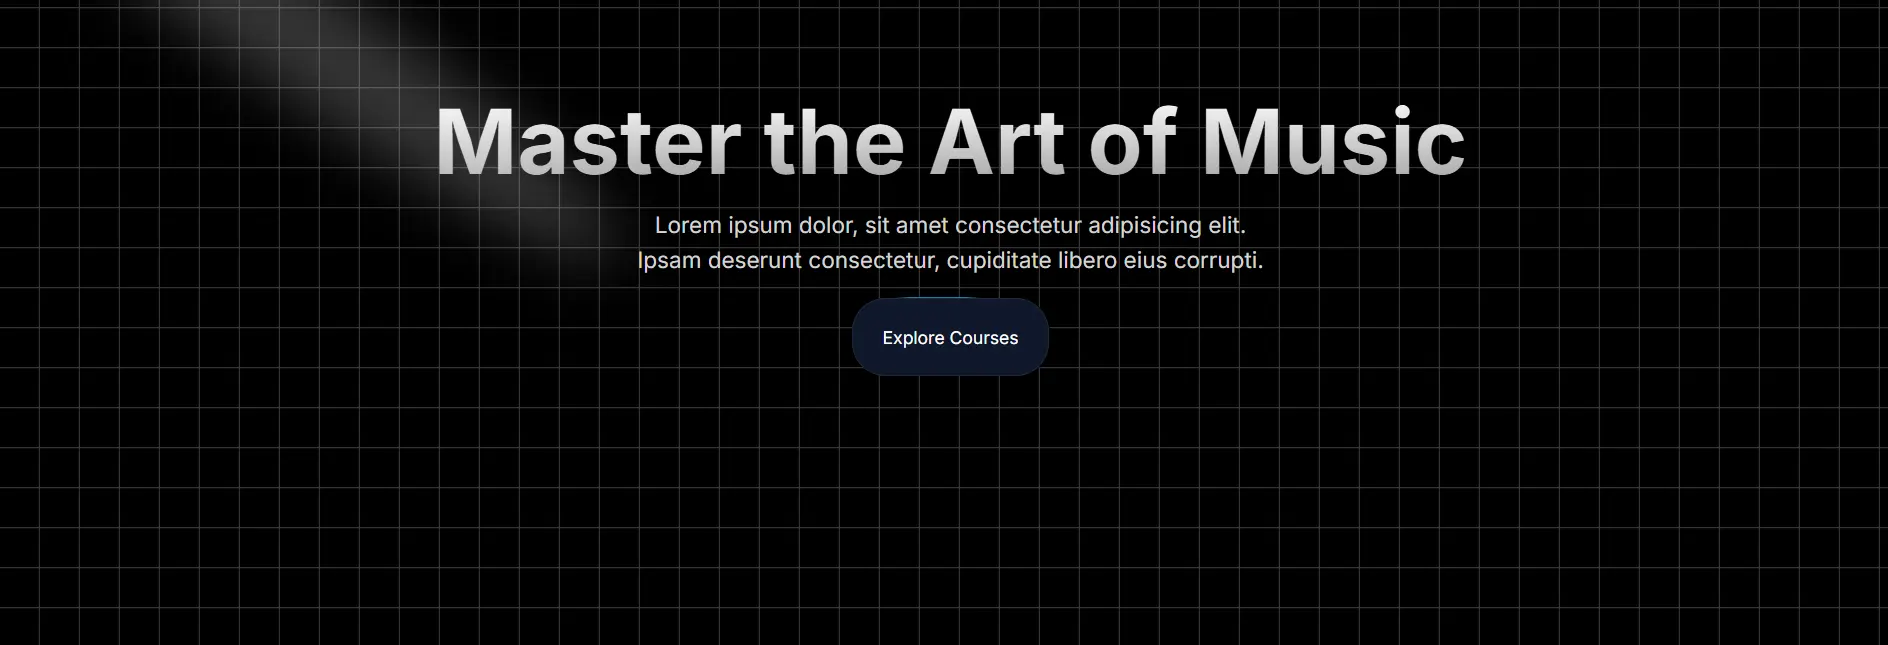 Master the Art of Music
Lorem ipsum dolor, sit amet consectetur adipisicing elit.
Ipsam deserunt consectetur, cupiditate libero eius corrupti.
Explore Courses